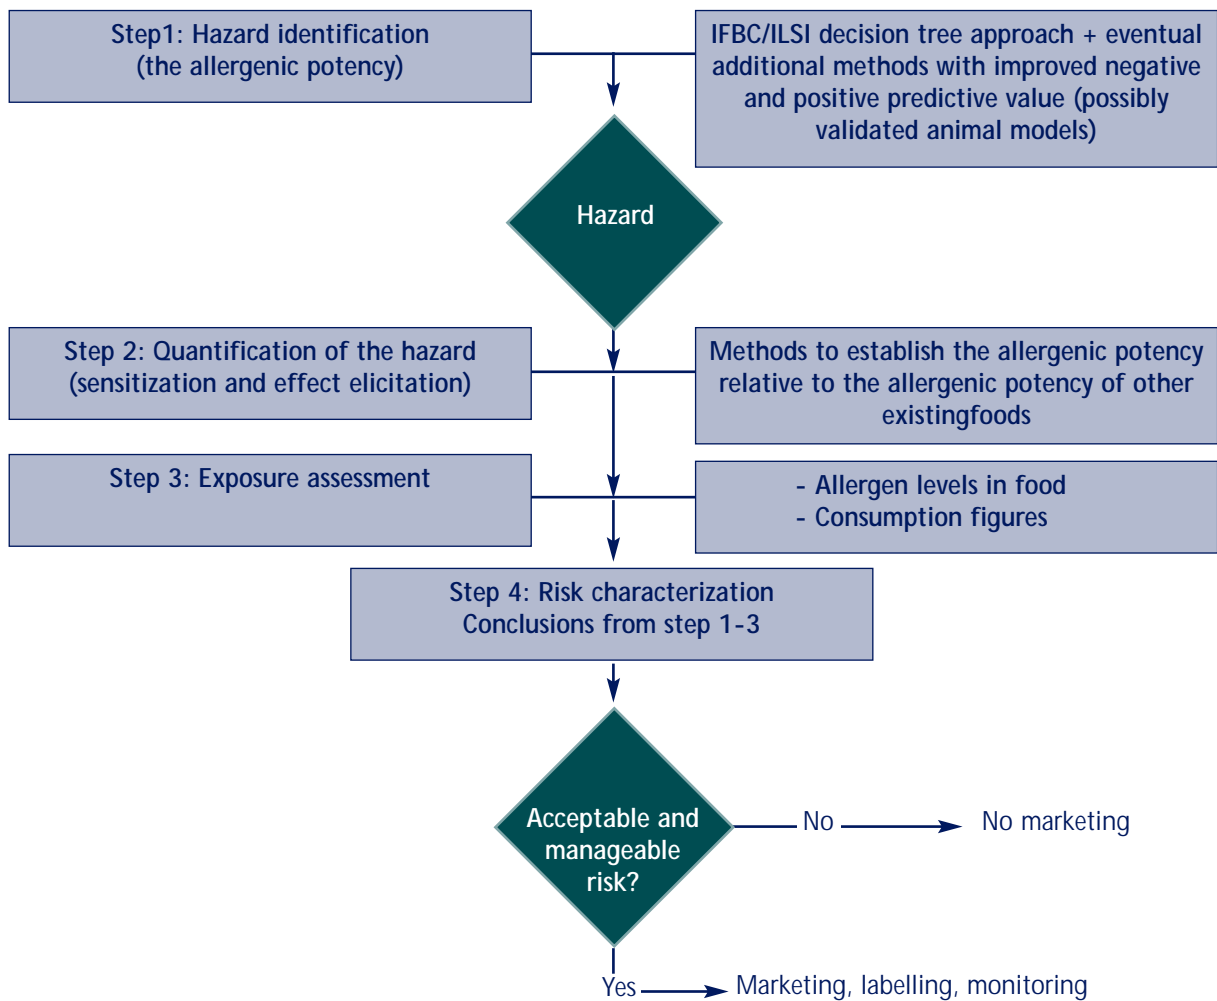 Step1: Hazard identification
(the allergenic potency)
IFBC/ILSI decision tree approach + eventual
additional methods with improved negative
and positive predictive value (possibly
validated animal models)
Hazard
Step 2: Quantification of the hazard
(sensitization and effect elicitation)
Methods to establish the allergenic potency
relative to the allergenic potency of other
existingfoods
Step 3: Exposure assessment
- Allergen levels in food
- Consumption figures
Step 4: Risk characterization
Conclusions from step 1-3
Acceptable and
manageable
risk?
No
No marketing
Yes
Marketing, labelling, monitoring